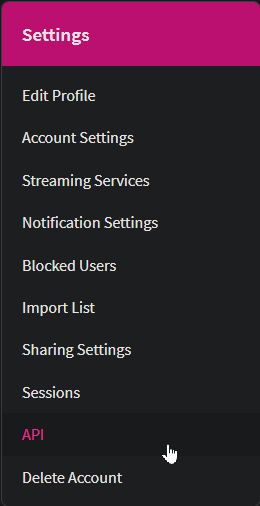 Settings
Edit Profile
Account Settings
Streaming Services
Notification Settings
Blocked Users
Import List
Sharing Settings
Sessions
API
Delete Account